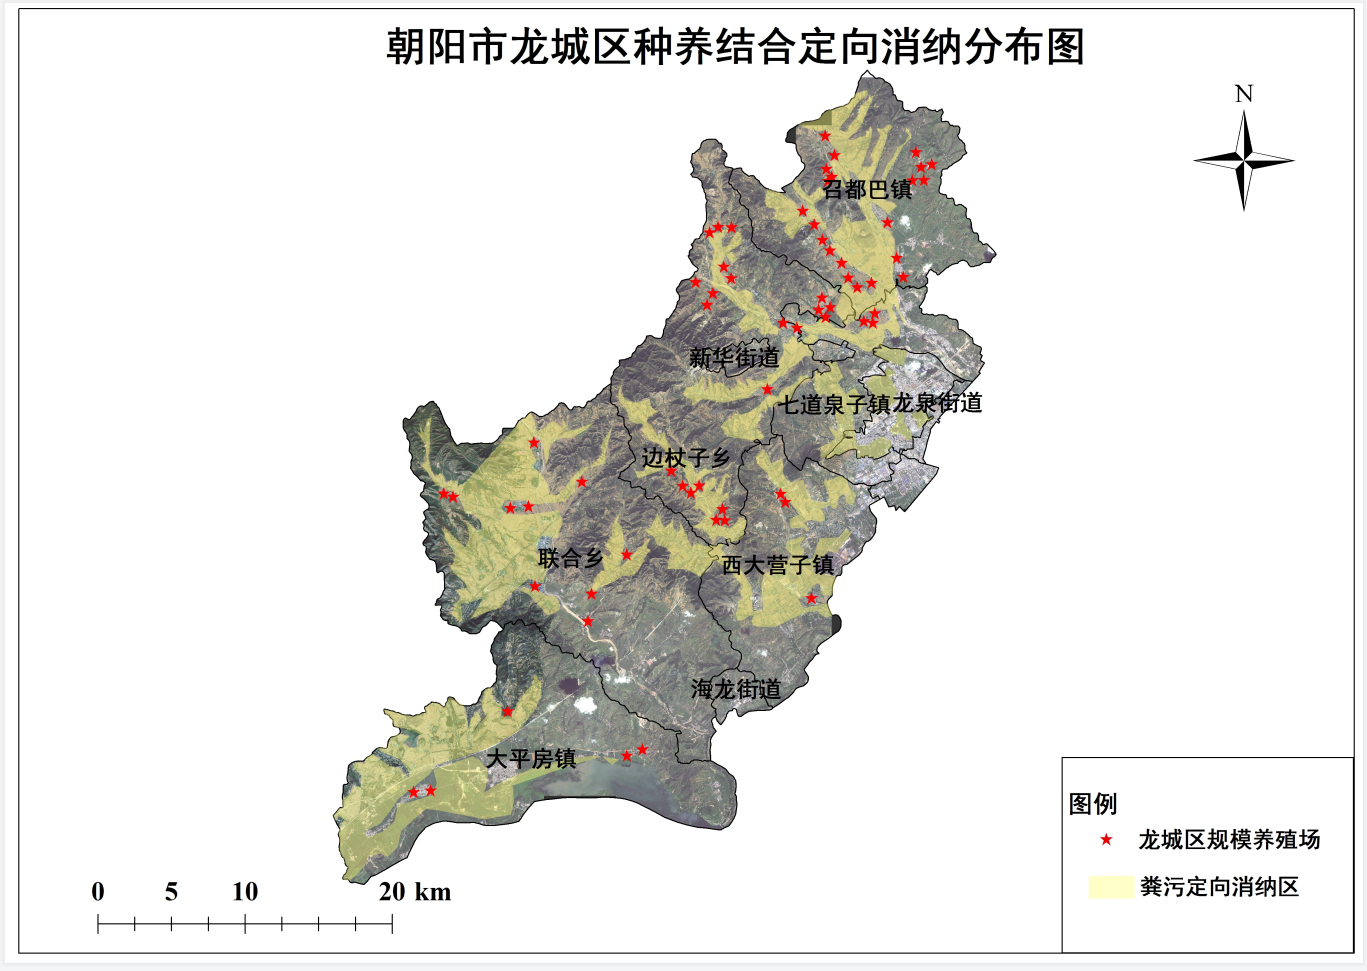 朝阳市龙城区种养结合定向消纳分布图
N
召都巴镇
新华街道
七道泉子镇
龙泉街道
边杖子乡
联合乡
西大营子镇
海龙街道
大平房镇
图例
龙城区规模养殖场
粪污定向消纳区
0 5 10 20 km